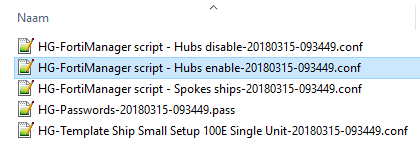 Naam
HG-FortiManager script - Hubs disable-20180315-093449.conf
HG-FortiManager script - Hubs enable-20180315-093449.conf
HG-FortiManager script - Spokes ships-20180315-093449.conf
HG-Passwords-20180315-093449.pass
HG-Template Ship Small Setup 100E Single Unit-20180315-093449.conf